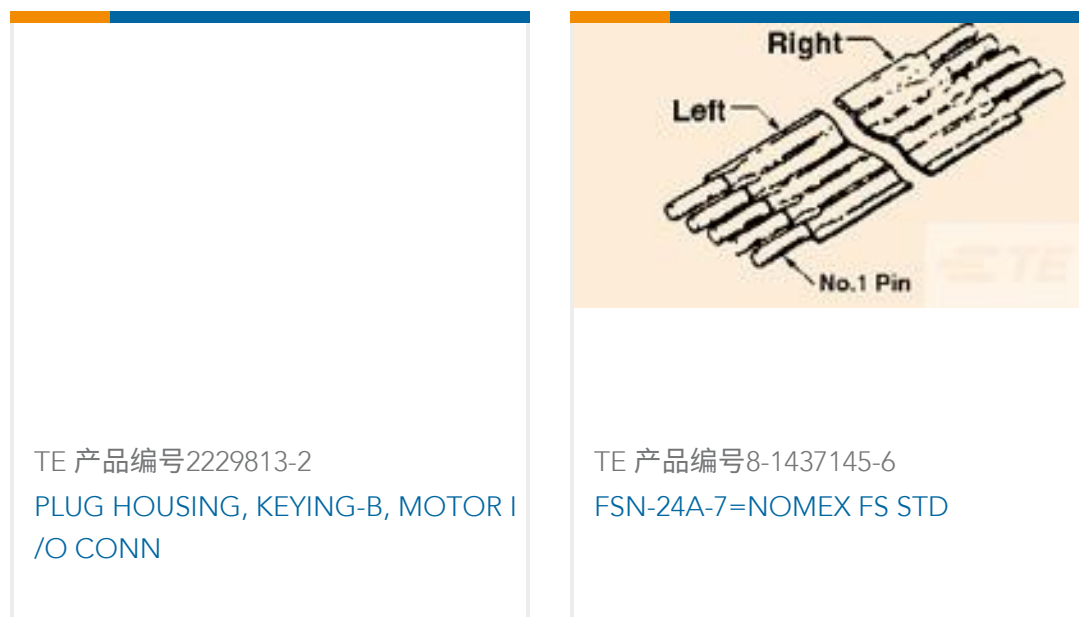 Right
Left
No.1 Pin
TE
TE 产品编号2229813-2
PLUG HOUSING, KEYING-B, MOTOR I
/O CONN
TE 产品编号8-1437145-6
FSN-24A-7=NOMEX FS STD